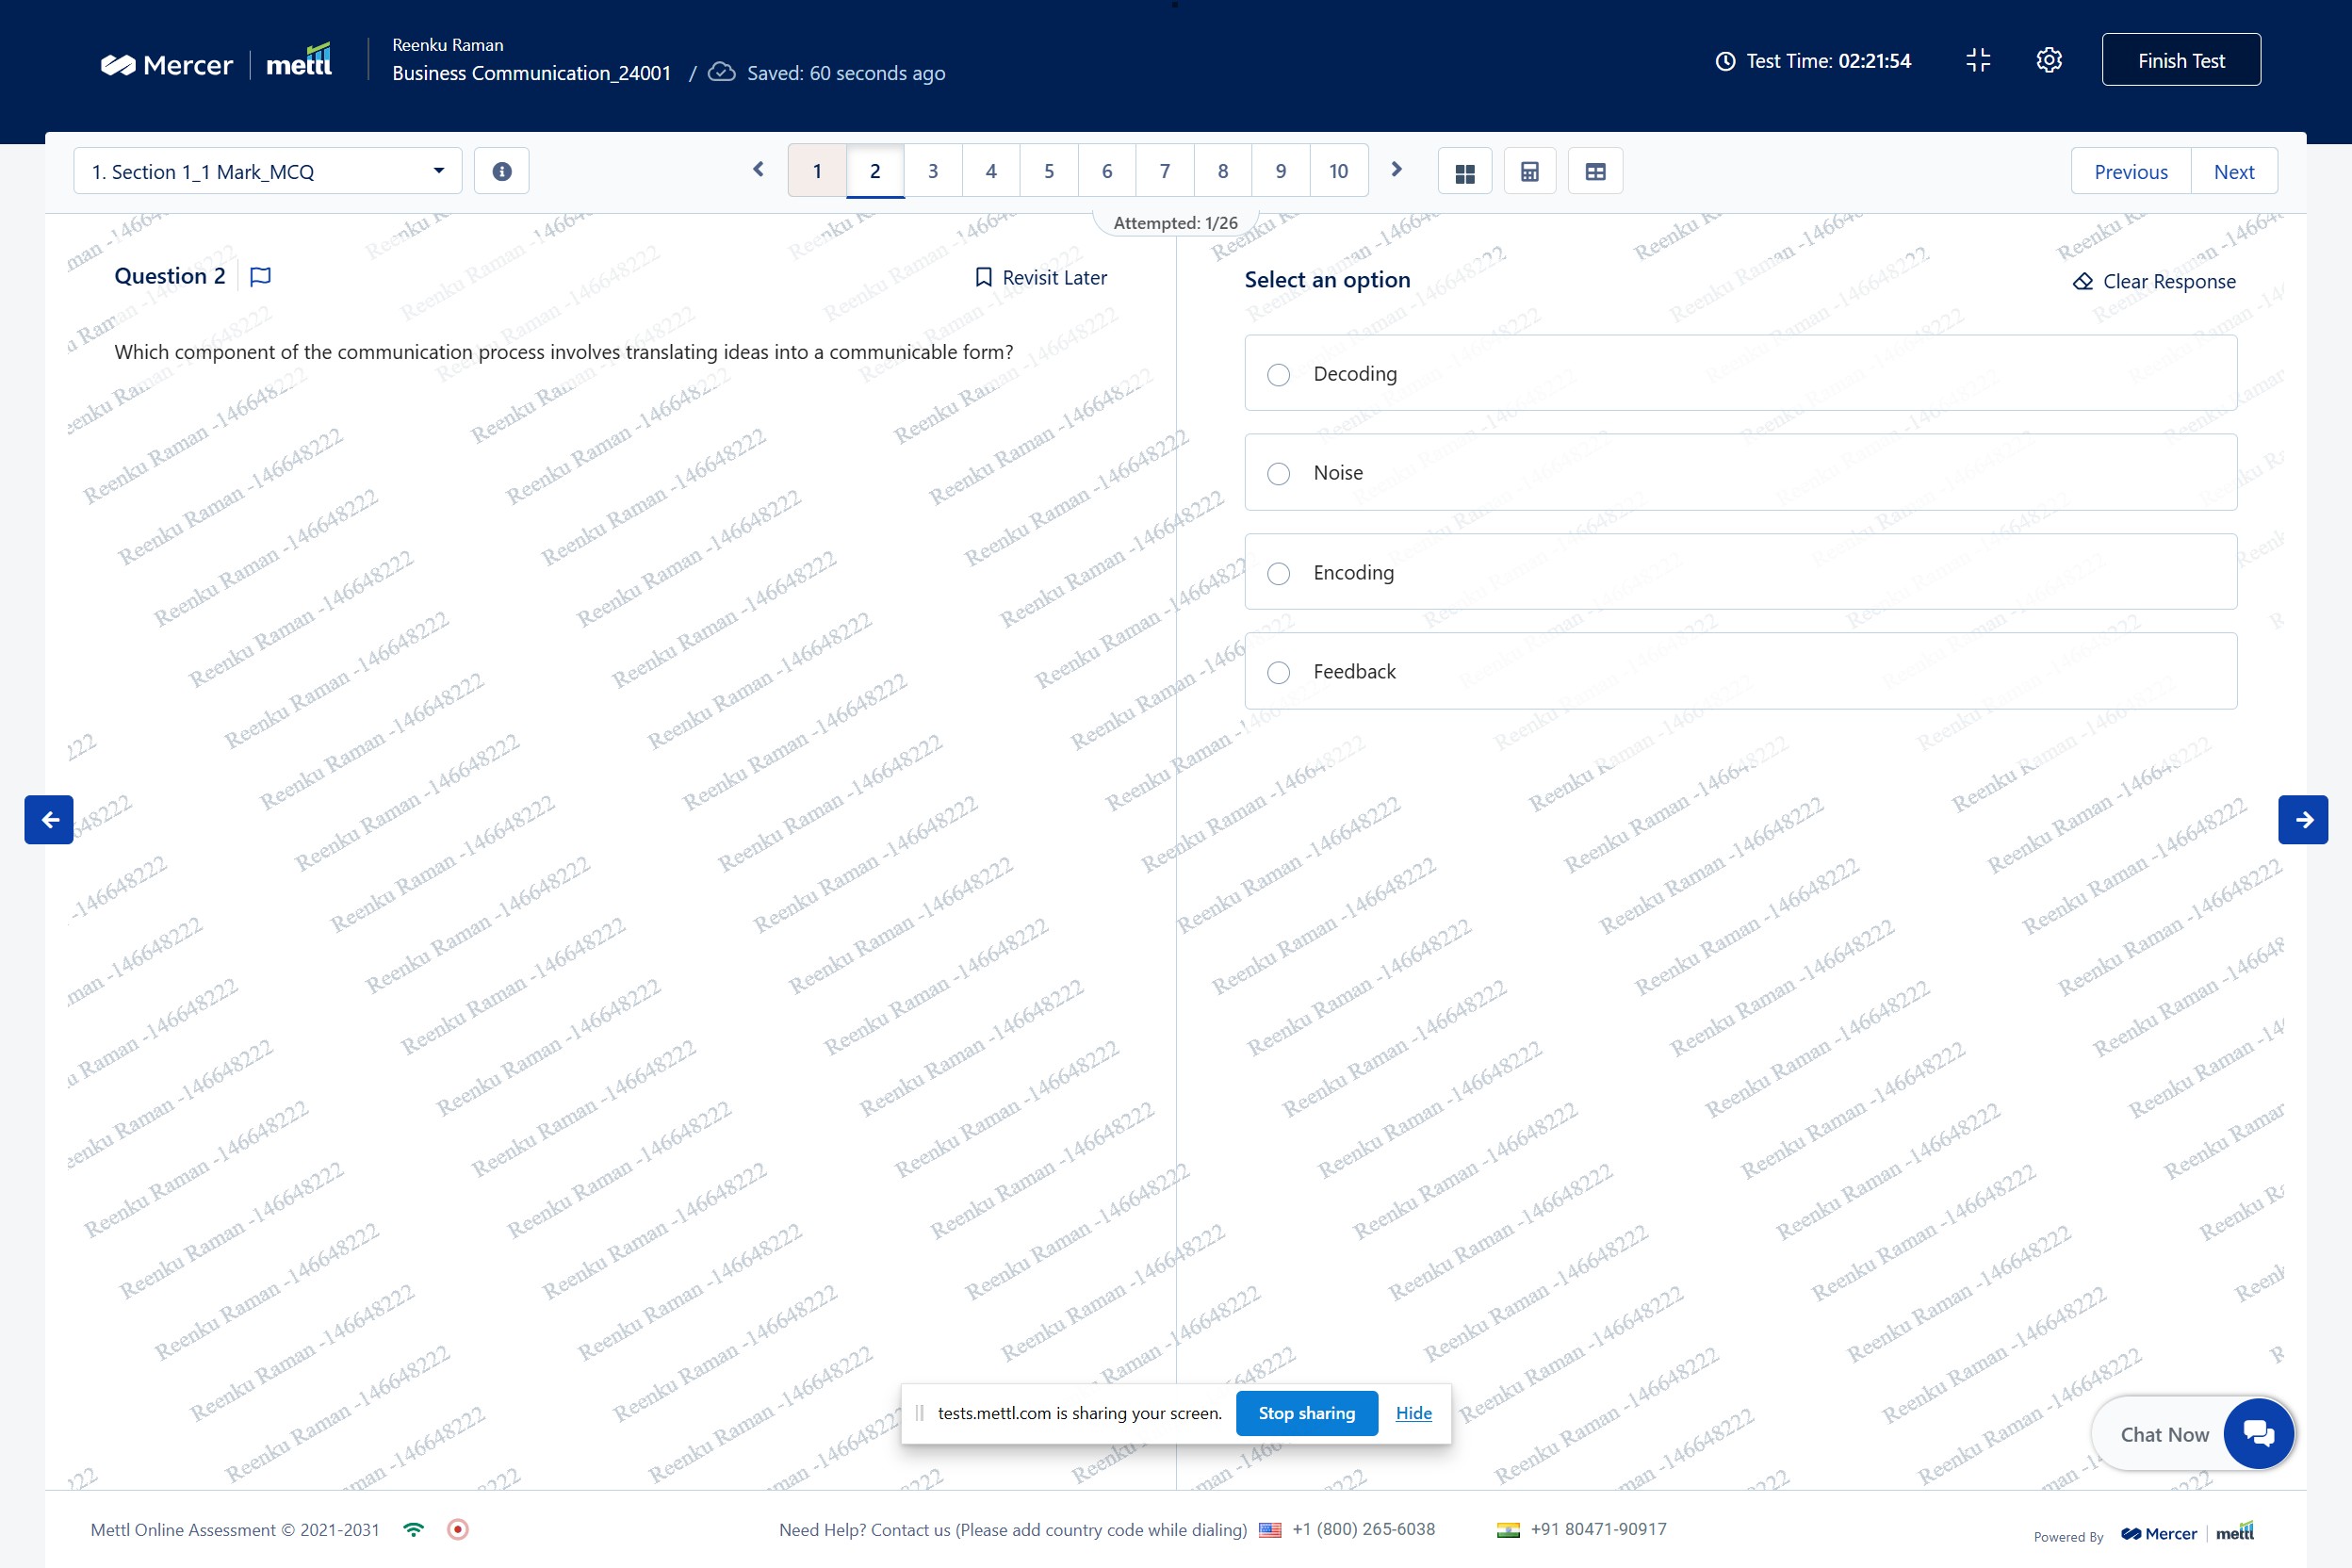 Mercer | mettl
Reenku Raman
Business Communication_24001 / Saved: 60 seconds ago
Test Time: 02:21:54
Finish Test
1. Section 1_1 Mark_MCQ
1 2 3 4 5 6 7 8 9 10
Previous Next
Attempted: 1/26
Question 2
Revisit Later
Which component of the communication process involves translating ideas into a communicable form?
Select an option
Clear Response
Decoding
Noise
Encoding
Feedback
Reenku Raman -146648222
tests.mettl.com is sharing your screen. Stop sharing Hide
Chat Now
Mettl Online Assessment © 2021-2031
Need Help? Contact us (Please add country code while dialing) +1 (800) 265-6038 +91 80471-90917
Powered By Mercer | mettl